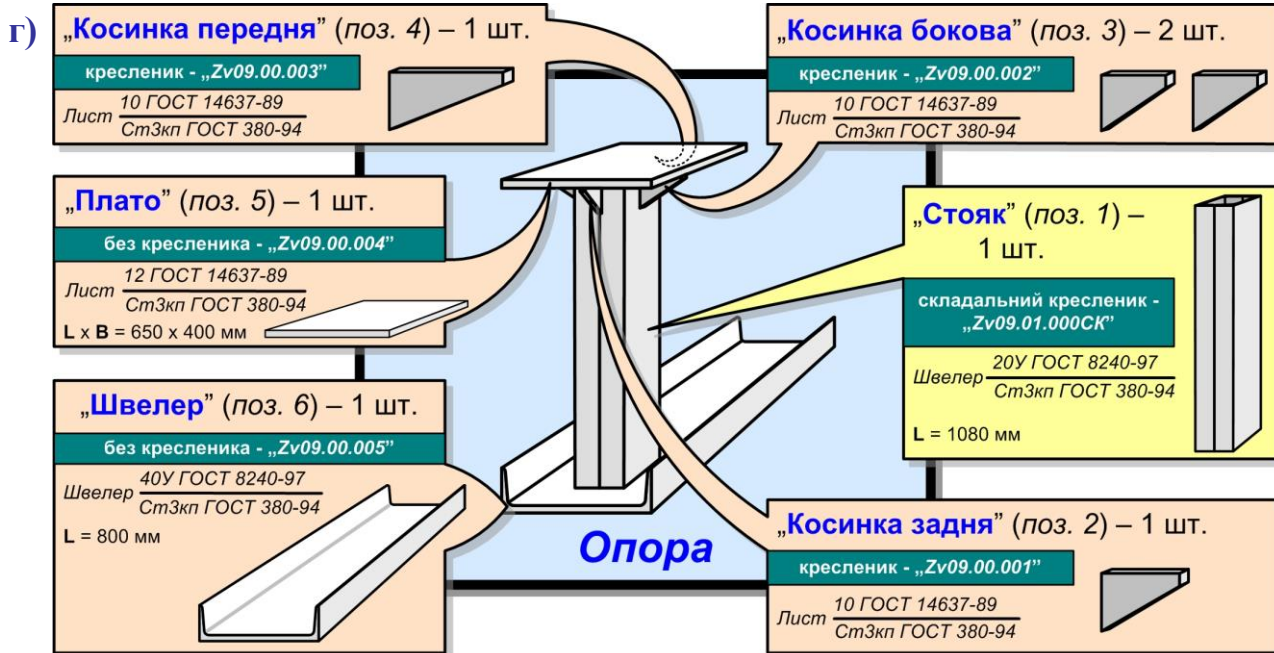 г)
„Косинка передня” (поз. 4) – 1 шт.
кресленик - „Zv09.00.003”
Лист 10 ГОСТ 14637-89
Ст3кп ГОСТ 380-94
„Косинка бокова” (поз. 3) – 2 шт.
кресленик - „Zv09.00.002”
Лист 10 ГОСТ 14637-89
Ст3кп ГОСТ 380-94
„Плато” (поз. 5) – 1 шт.
без кресленика - „Zv09.00.004”
Лист 12 ГОСТ 14637-89
Ст3кп ГОСТ 380-94
L x B = 650 x 400 мм
„Стояк” (поз. 1) –
1 шт.
складальний кресленик -
„Zv09.01.000СК”
Швелер 20У ГОСТ 8240-97
Ст3кп ГОСТ 380-94
L = 1080 мм
„Швелер” (поз. 6) – 1 шт.
без кресленика - „Zv09.00.005”
Швелер 40У ГОСТ 8240-97
Ст3кп ГОСТ 380-94
L = 800 мм
Опора
„Косинка задня” (поз. 2) – 1 шт.
кресленик - „Zv09.00.001”
Лист 10 ГОСТ 14637-89
Ст3кп ГОСТ 380-94